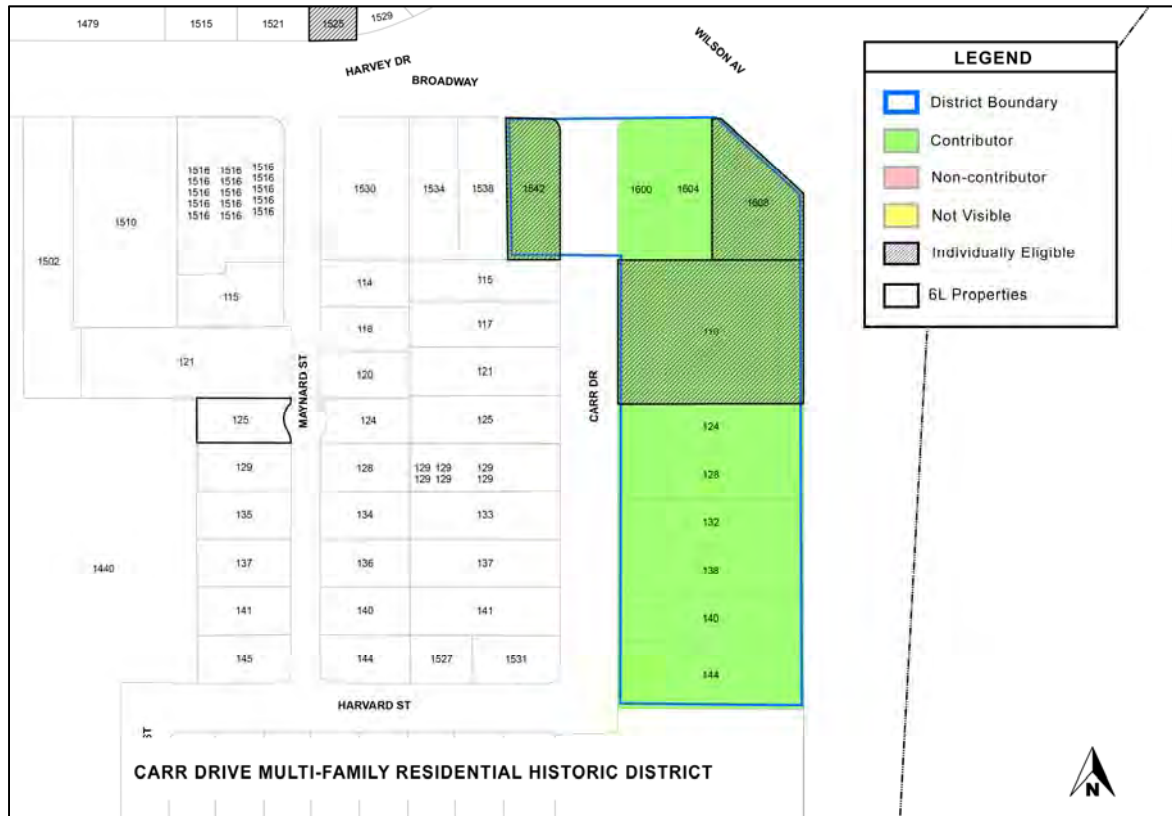 1479
1515
1521
1525
1529
HARVEY DR
BROADWAY
WILSON AV
LEGEND
District Boundary
Contributor
Non-contributor
Not Visible
Individually Eligible
6L Properties
1502
1510
1516 1516 1516
1516 1516 1516
1516 1516 1516
1516 1516 1516
1516 1516 1516
1530
1534
1538
1542
1600
1604
1608
115
114
115
118
117
121
MAYNARD ST
120
121
CARR DR
125
124
125
124
129
128
129 129 129
129 129 129
128
135
134
133
132
1440
137
136
137
138
141
140
141
140
145
144
1527
1531
144
HARVARD ST
ST
CARR DRIVE MULTI-FAMILY RESIDENTIAL HISTORIC DISTRICT
N